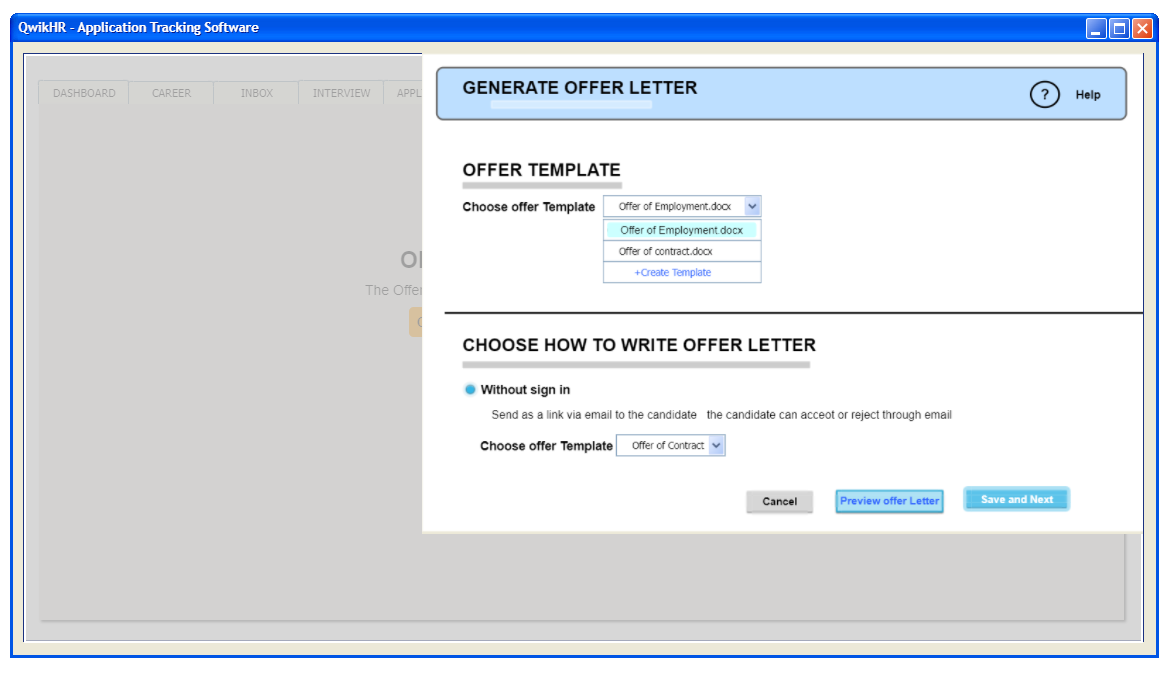 QwikHR - Application Tracking Software
DASHBOARD CAREER INBOX INTERVIEW APPL
GENERATE OFFER LETTER
? Help
OFFER TEMPLATE
Choose offer Template Offer of Employment.docx
Offer of Employment.docx
Offer of contract.docx
+Create Template
The Offer
CHOOSE HOW TO WRITE OFFER LETTER
Without sign in
Send as a link via email to the candidate the candidate can acceot or reject through email
Choose offer Template Offer of Contract
Cancel Preview offer Letter Save and Next